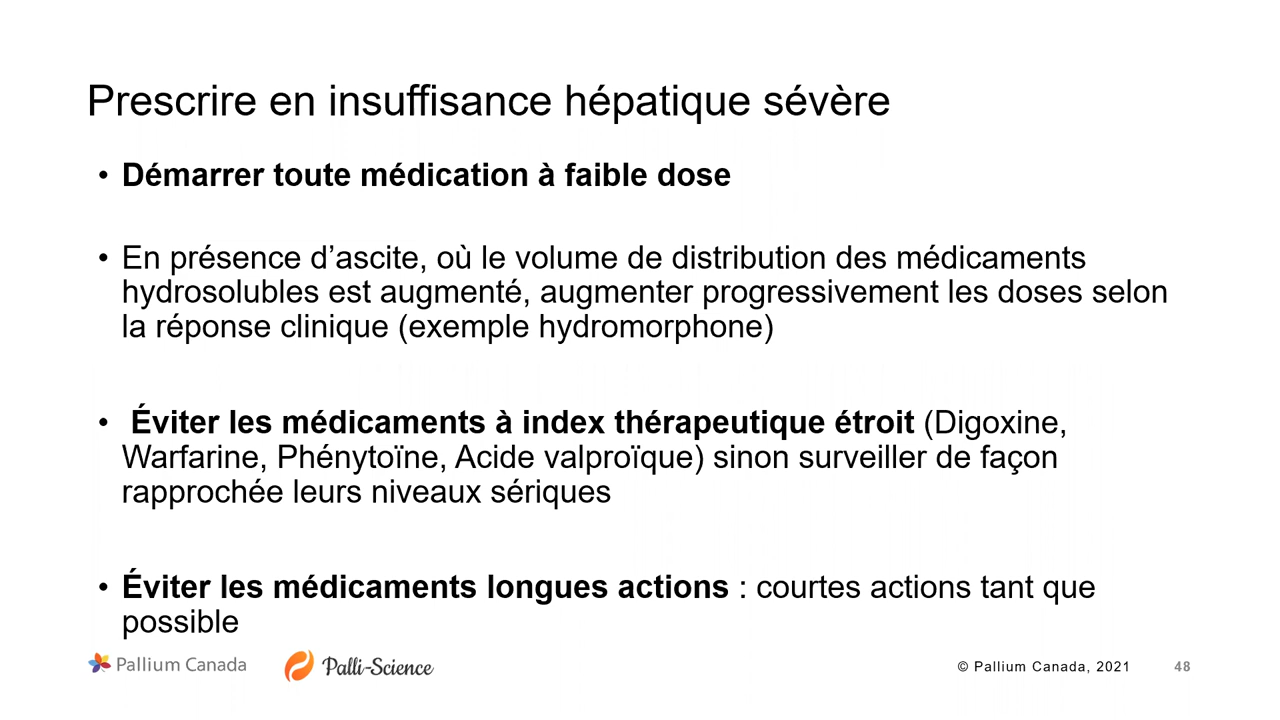 Prescrire en insuffisance hépatique sévère
• Démarrer toute médication à faible dose
• En présence d’ascite, où le volume de distribution des médicaments
hydrosolubles est augmenté, augmenter progressivement les doses selon
la réponse clinique (exemple hydromorphone)
• Éviter les médicaments à index thérapeutique étroit (Digoxine,
Warfarine, Phénytoïne, Acide valproïque) sinon surveiller de façon
rapprochée leurs niveaux sériques
• Éviter les médicaments longues actions : courtes actions tant que
possible
Pallium Canada Palli-Science © Pallium Canada, 2021 48